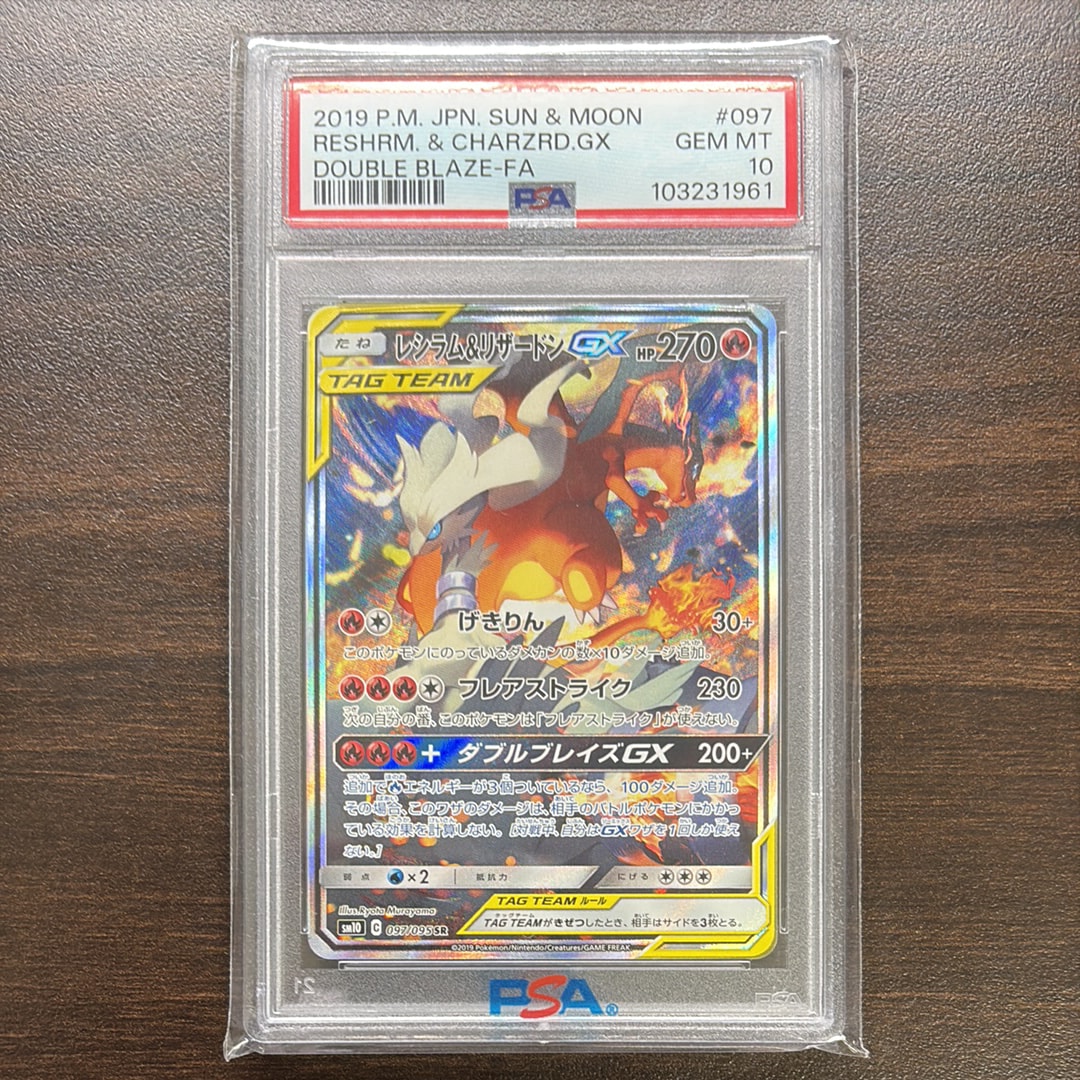 2019 P.M. JPN. SUN & MOON #097
RESHRM. & CHARZRD.GX GEM MT
DOUBLE BLAZE-FA 10
PSA 103231961
たね レシラム&リザードンGX HP270
TAG TEAM
げきりん 30+
このポケモンにのっているダメカンの数×10ダメージ追加。
フレアストライク 230
次の自分の番、このポケモンは「フレアストライク」が使えない。
+ ダブルブレイズGX 200+
追加で エネルギーが3個ついているなら、100ダメージ追加。
その場合、このワザのダメージは、相手のバトルポケモンにかかっ
ている効果を計算しない。[対戦中、自分はGXワザを1回しか使え
ない。]
弱点 ×2 抵抗力 にげる
TAG TEAM ルール
TAG TEAMがきぜつしたとき、相手はサイドを3枚とる。
Illus. Ryota Murayama
sm10 C 097/095 SR
©2019 Pokémon/Nintendo/Creatures/GAME FREAK
PSA®